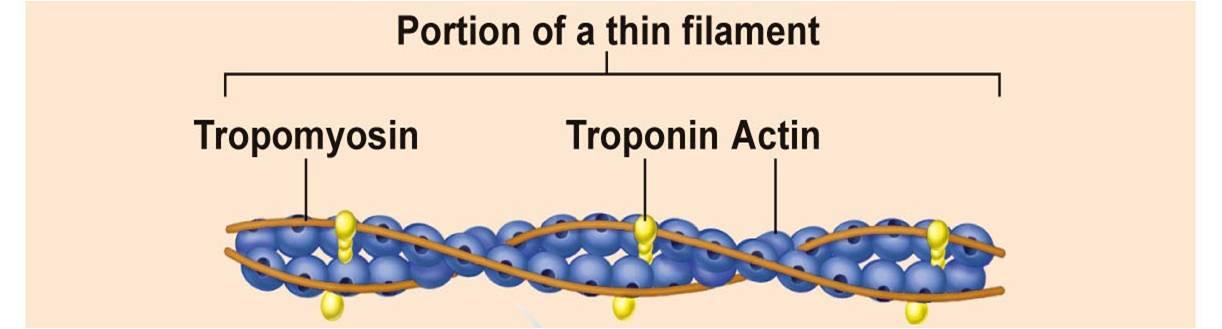 Portion of a thin filament
Tropomyosin
Troponin
Actin